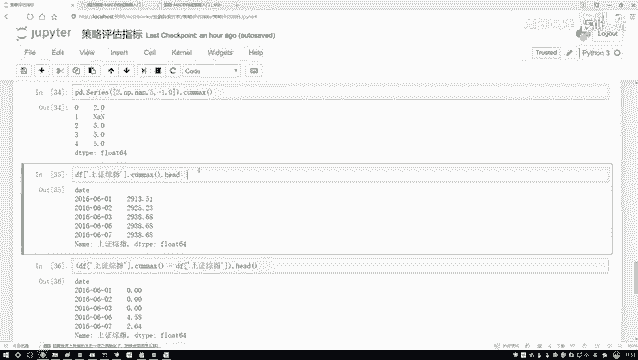 jupyter 策略评估指标 Last Checkpoint: an hour ago (autosaved)
Logout
File Edit View Insert Cell Kernel Widgets Help
Trusted
Python 3
Code
In [34]: pd.Series([2,np.nan,5,-1,0]).cummax()
Out[34]: 0 2.0
1 NaN
2 5.0
3 5.0
4 5.0
dtype: float64
In [35]: df['上证综指'].cummax().head
Out[35]: date
2016-06-01 2913.51
2016-06-02 2925.23
2016-06-03 2938.68
2016-06-06 2938.68
2016-06-07 2938.68
Name: 上证综指, dtype: float64
In [36]: (df['上证综指'].cummax() - df['上证综指']).head()
Out[36]: date
2016-06-01 0.00
2016-06-02 0.00
2016-06-03 0.00
2016-06-06 4.58
2016-06-07 2.64
Name: 上证综指, dtype: float64